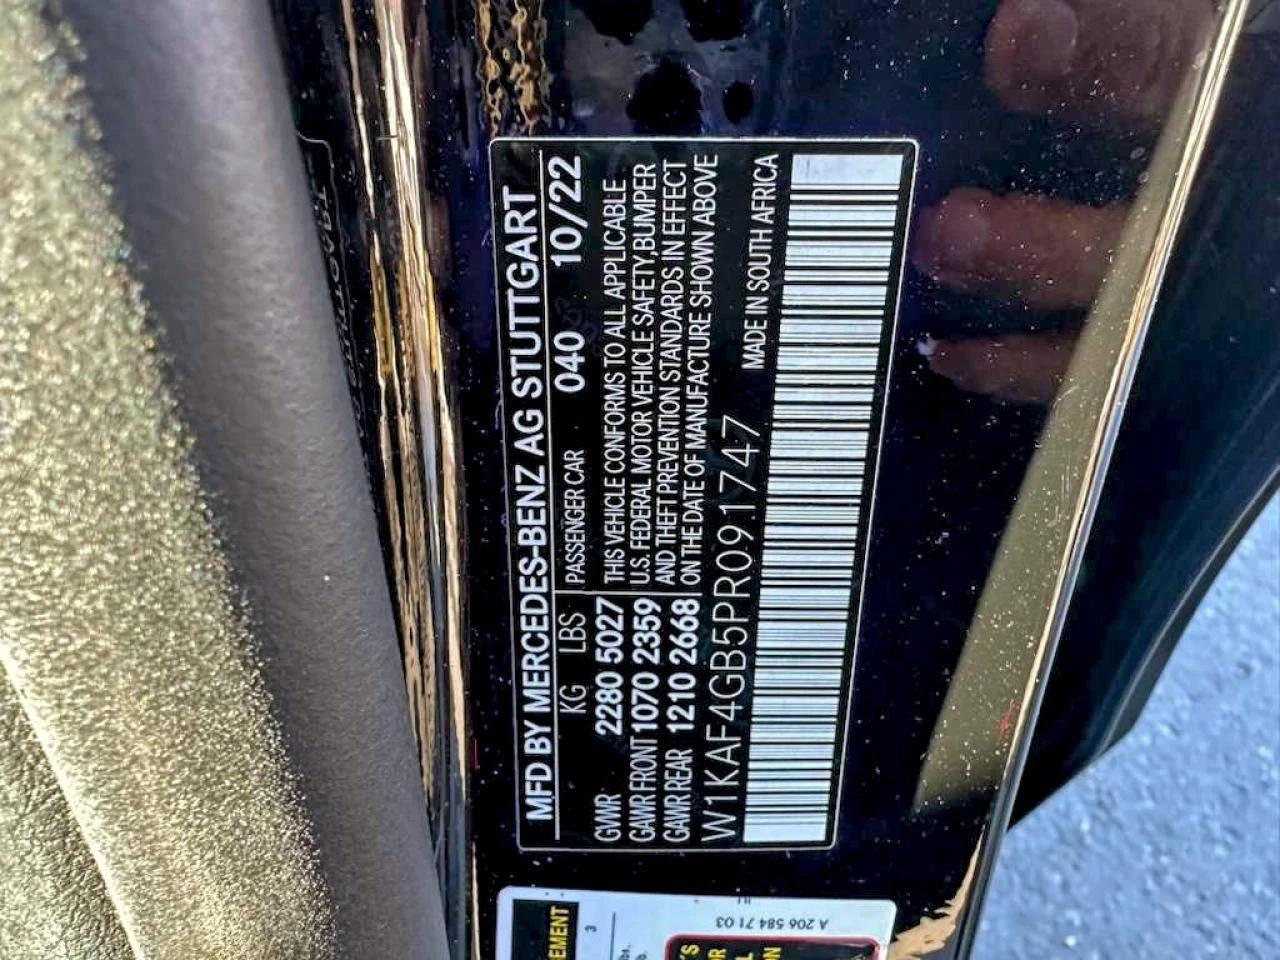 MFD BY MERCEDES-BENZ AG STUTTGART
KG LBS PASSENGER CAR 040 10/22
GVWR 2280 5027
GAWR FRONT 1070 2359
GAWR REAR 1210 2668
THIS VEHICLE CONFORMS TO ALL APPLICABLE
U.S. FEDERAL MOTOR VEHICLE SAFETY,BUMPER
AND THEFT PREVENTION STANDARDS IN EFFECT
ON THE DATE OF MANUFACTURE SHOWN ABOVE
W1KAF4GB5PR091747
MADE IN SOUTH AFRICA
A 206 584 71 03
3